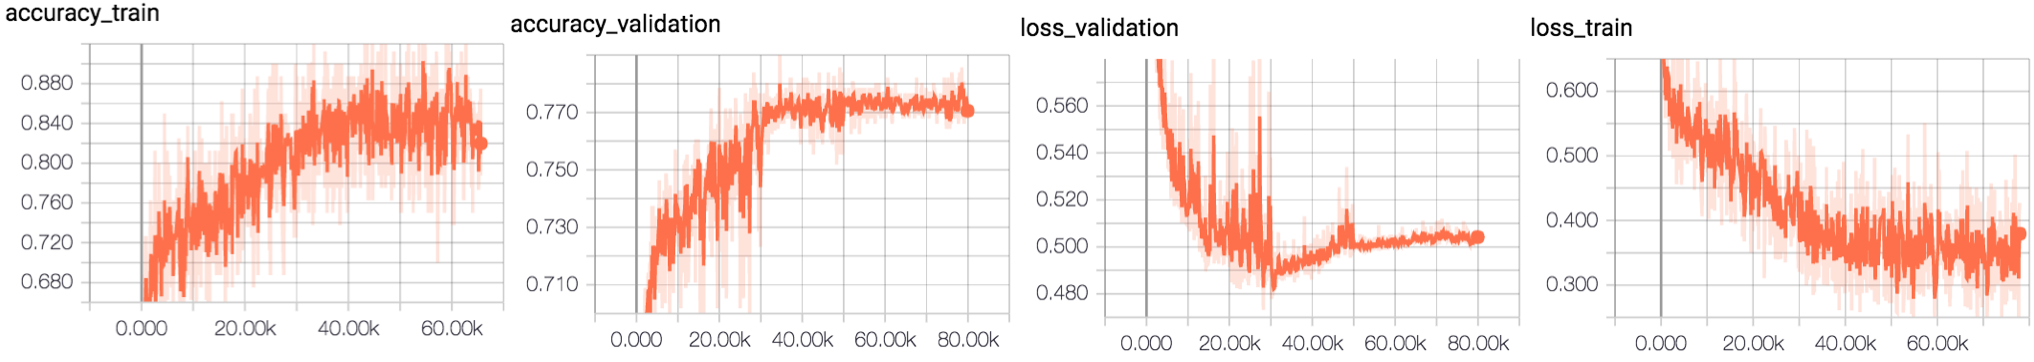 accuracy_train
0.880
0.840
0.800
0.760
0.720
0.680
0.000 20.00k 40.00k 60.00k
accuracy_validation
0.770
0.750
0.730
0.710
0.000 20.00k 40.00k 60.00k 80.00k
loss_validation
0.560
0.540
0.520
0.500
0.480
0.000 20.00k 40.00k 60.00k 80.00k
loss_train
0.600
0.500
0.400
0.300
0.000 20.00k 40.00k 60.00k